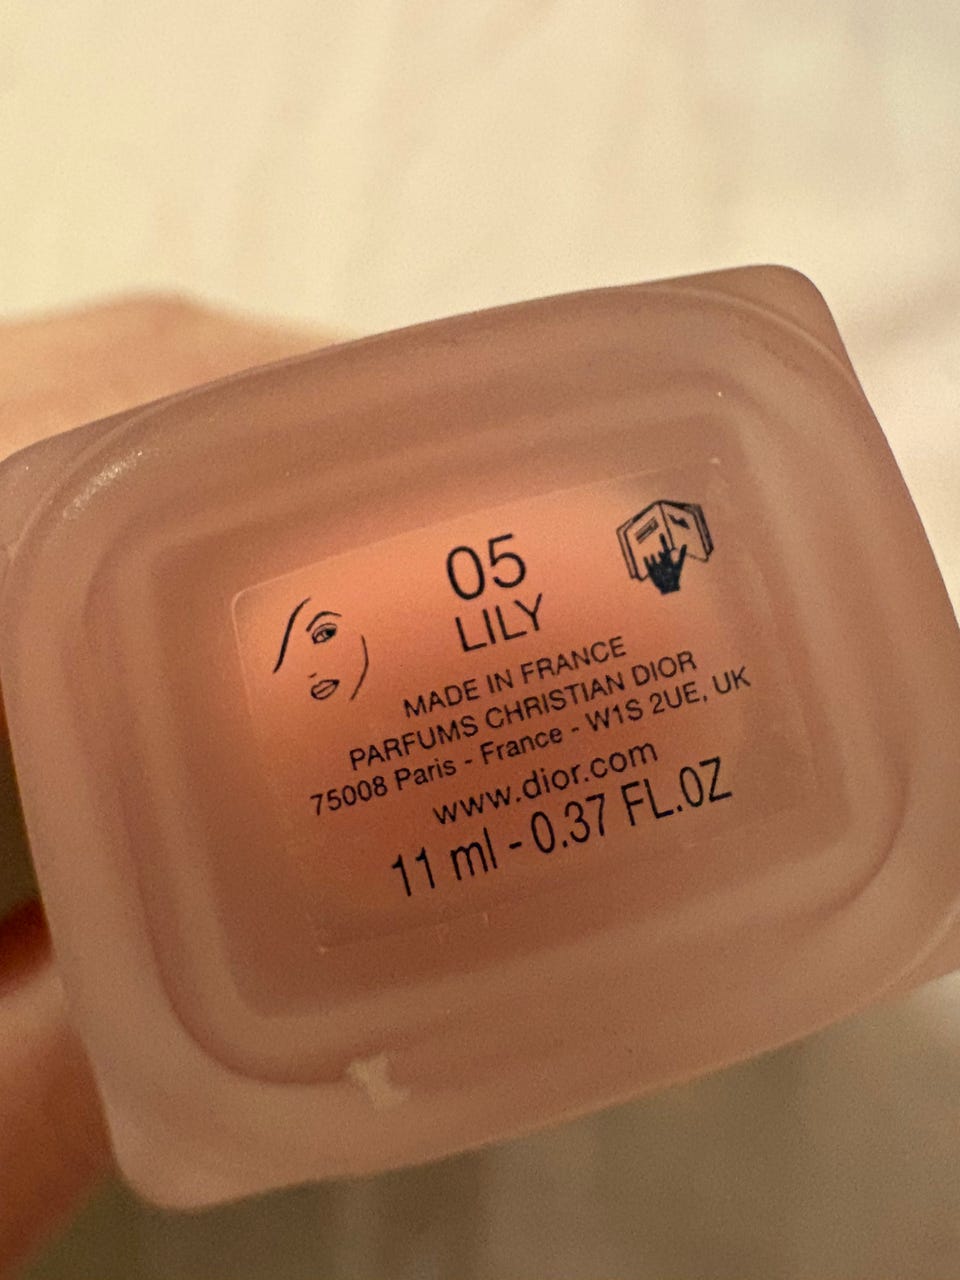 05
LILY
MADE IN FRANCE
PARFUMS CHRISTIAN DIOR
75008 Paris - France - W1S 2UE, UK
www.dior.com
11 ml - 0.37 FL.OZ